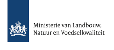 Ministerie van Landbouw,
Natuur en Voedselkwaliteit